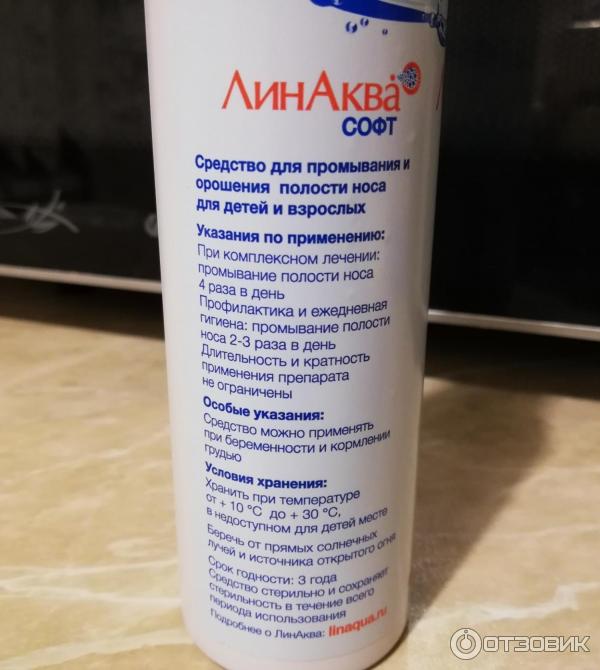 ЛинАква
СОФТ
Средство для промывания и
орошения полости носа
для детей и взрослых
Указания по применению:
При комплексном лечении:
промывание полости носа
4 раза в день
Профилактика и ежедневная
гигиена: промывание полости
носа 2-3 раза в день
Длительность и кратность
применения препарата
не ограничены
Особые указания:
Средство можно применять
при беременности и кормлении
грудью
Условия хранения:
Хранить при температуре
от + 10 °C до + 30 °C,
в недоступном для детей месте
Беречь от прямых солнечных
лучей и источника открытого огня
Срок годности: 3 года
Средство стерильно и сохраняет
стерильность в течение всего
периода использования
Подробнее о ЛинАква: linaqua.ru
ОТЗОВИК